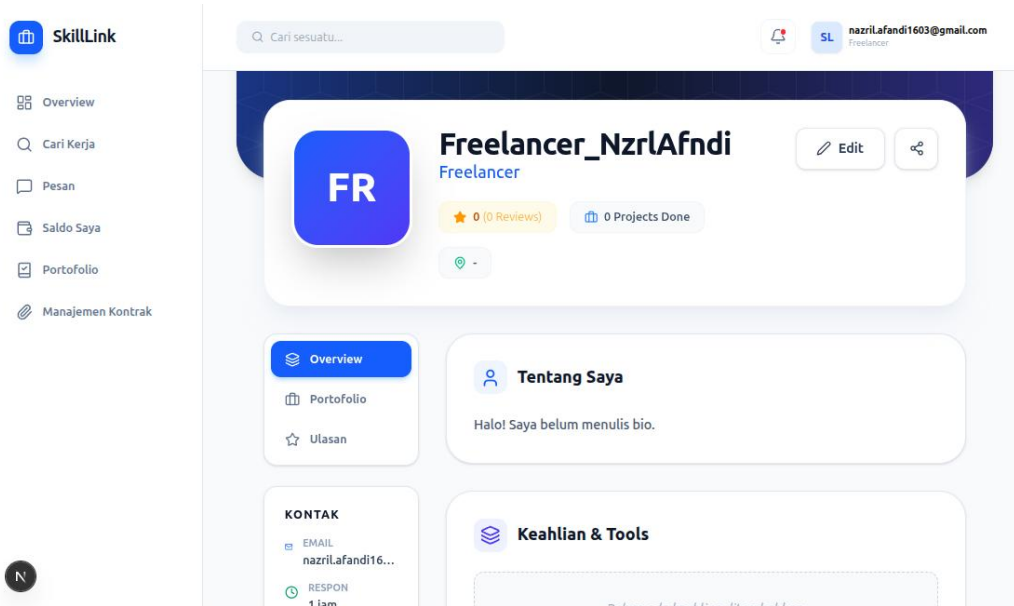 SkillLink
Cari sesuatu...
SL
nazril.afandi1603@gmail.com
Freelancer
Overview
Cari Kerja
Pesan
Saldo Saya
Portofolio
Manajemen Kontrak
N
FR
Freelancer_NzrlAfndi
Freelancer
Edit
0 (0 Reviews)
0 Projects Done
-
Overview
Portofolio
Ulasan
Tentang Saya
Halo! Saya belum menulis bio.
KONTAK
EMAIL
nazril.afandi16...
RESPON
1 jam
Keahlian & Tools